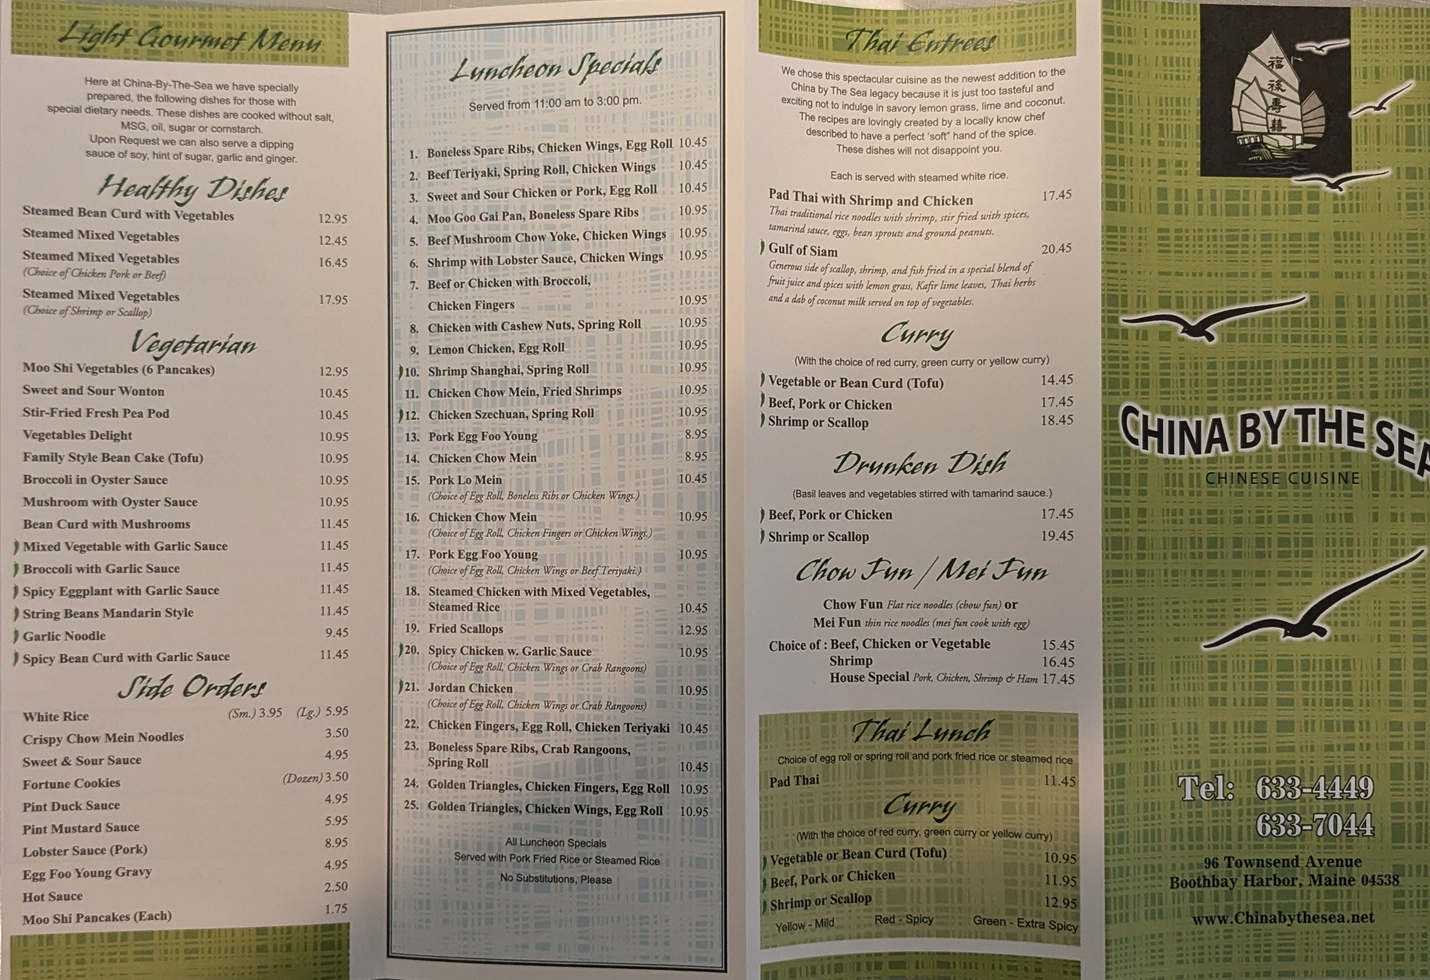 Light Gourmet Menu
Here at China-By-The-Sea we have specially
prepared, the following dishes for those with
special dietary needs. These dishes are cooked without salt,
MSG, oil, sugar or cornstarch.
Upon Request we can also serve a dipping
sauce of soy, hint of sugar, garlic and ginger.
Healthy Dishes
Steamed Bean Curd with Vegetables 12.95
Steamed Mixed Vegetables 12.45
Steamed Mixed Vegetables 16.45
(Choice of Chicken Pork or Beef)
Steamed Mixed Vegetables 17.95
(Choice of Shrimp or Scallop)
Vegetarian
Moo Shi Vegetables (6 Pancakes) 12.95
Sweet and Sour Wonton 10.45
Stir-Fried Fresh Pea Pod 10.45
Vegetables Delight 10.95
Family Style Bean Cake (Tofu) 10.95
Broccoli in Oyster Sauce 10.95
Mushroom with Oyster Sauce 10.95
Bean Curd with Mushrooms 11.45
Mixed Vegetable with Garlic Sauce 11.45
Broccoli with Garlic Sauce 11.45
Spicy Eggplant with Garlic Sauce 11.45
String Beans Mandarin Style 11.45
Garlic Noodle 9.45
Spicy Bean Curd with Garlic Sauce 11.45
Side Orders
White Rice (Sm.) 3.95 (Lg.) 5.95
Crispy Chow Mein Noodles 3.50
Sweet & Sour Sauce 4.95
Fortune Cookies (Dozen) 3.50
Pint Duck Sauce 4.95
Pint Mustard Sauce 5.95
Lobster Sauce (Pork) 8.95
Egg Foo Young Gravy 4.95
Hot Sauce 2.50
Moo Shi Pancakes (Each) 1.75
Luncheon Specials
Served from 11:00 am to 3:00 pm.
1. Boneless Spare Ribs, Chicken Wings, Egg Roll 10.45
2. Beef Teriyaki, Spring Roll, Chicken Wings 10.45
3. Sweet and Sour Chicken or Pork, Egg Roll 10.45
4. Moo Goo Gai Pan, Boneless Spare Ribs 10.95
5. Beef Mushroom Chow Yoke, Chicken Wings 10.95
6. Shrimp with Lobster Sauce, Chicken Wings 10.95
7. Beef or Chicken with Broccoli,
Chicken Fingers 10.95
8. Chicken with Cashew Nuts, Spring Roll 10.95
9. Lemon Chicken, Egg Roll 10.95
10. Shrimp Shanghai, Spring Roll 10.95
11. Chicken Chow Mein, Fried Shrimps 10.95
12. Chicken Szechuan, Spring Roll 10.95
13. Pork Egg Foo Young 8.95
14. Chicken Chow Mein 8.95
15. Pork Lo Mein 10.45
(Choice of Egg Roll, Boneless Ribs or Chicken Wings.)
16. Chicken Chow Mein 10.95
(Choice of Egg Roll, Chicken Fingers or Chicken Wings.)
17. Pork Egg Foo Young 10.95
(Choice of Egg Roll, Chicken Wings or Beef Teriyaki.)
18. Steamed Chicken with Mixed Vegetables,
Steamed Rice 10.45
19. Fried Scallops 12.95
20. Spicy Chicken w. Garlic Sauce 10.95
(Choice of Egg Roll, Chicken Wings or Crab Rangoons)
21. Jordan Chicken 10.95
(Choice of Egg Roll, Chicken Wings or Crab Rangoons)
22. Chicken Fingers, Egg Roll, Chicken Teriyaki 10.45
23. Boneless Spare Ribs, Crab Rangoons,
Spring Roll 10.45
24. Golden Triangles, Chicken Fingers, Egg Roll 10.95
25. Golden Triangles, Chicken Wings, Egg Roll 10.95
All Luncheon Specials
Served with Pork Fried Rice or Steamed Rice
No Substitutions, Please
Thai Entrees
We chose this spectacular cuisine as the newest addition to the
China by The Sea legacy because it is just too tasteful and
exciting not to indulge in savory lemon grass, lime and coconut.
The recipes are lovingly created by a locally know chef
described to have a perfect 'soft" hand of the spice.
These dishes will not disappoint you.
Each is served with steamed white rice.
Pad Thai with Shrimp and Chicken 17.45
Thai traditional rice noodles with shrimp, stir fried with spices,
tamarind sauce, eggs, bean sprouts and ground peanuts.
Gulf of Siam 20.45
Generous side of scallop, shrimp, and fish fried in a special blend of
fruit juice and spices with lemon grass, Kafir lime leaves, Thai herbs
and a dab of coconut milk served on top of vegetables.
Curry
(With the choice of red curry, green curry or yellow curry)
Vegetable or Bean Curd (Tofu) 14.45
Beef, Pork or Chicken 17.45
Shrimp or Scallop 18.45
Drunken Dish
(Basil leaves and vegetables stirred with tamarind sauce.)
Beef, Pork or Chicken 17.45
Shrimp or Scallop 19.45
Chow Fun / Mei Fun
Chow Fun Flat rice noodles (chow fun) or
Mei Fun thin rice noodles (mei fun cook with egg)
Choice of : Beef, Chicken or Vegetable 15.45
Shrimp 16.45
House Special Pork, Chicken, Shrimp & Ham 17.45
Thai Lunch
Choice of egg roll or spring roll and pork fried rice or steamed rice
Pad Thai 11.45
Curry
(With the choice of red curry, green curry or yellow curry)
Vegetable or Bean Curd (Tofu) 10.95
Beef, Pork or Chicken 11.95
Shrimp or Scallop 12.95
Yellow - Mild Red - Spicy Green - Extra Spicy
福
祿
壽
囍
CHINA BY THE SEA
CHINESE CUISINE
Tel: 633-4449
633-7044
96 Townsend Avenue
Boothbay Harbor, Maine 04538
www.Chinabythesea.net